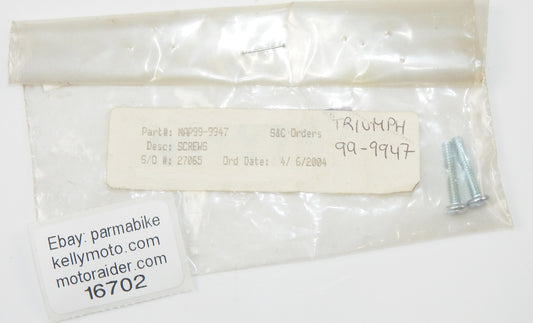 Part#: MAP99-9947 S&C Orders
Desc: SCREWS
S/O #: 27065 Ord Date: 4/ 6/2004
TRIUMPH
99-9947
Ebay: parmabike
kellymoto.com
motoraider.com
16702